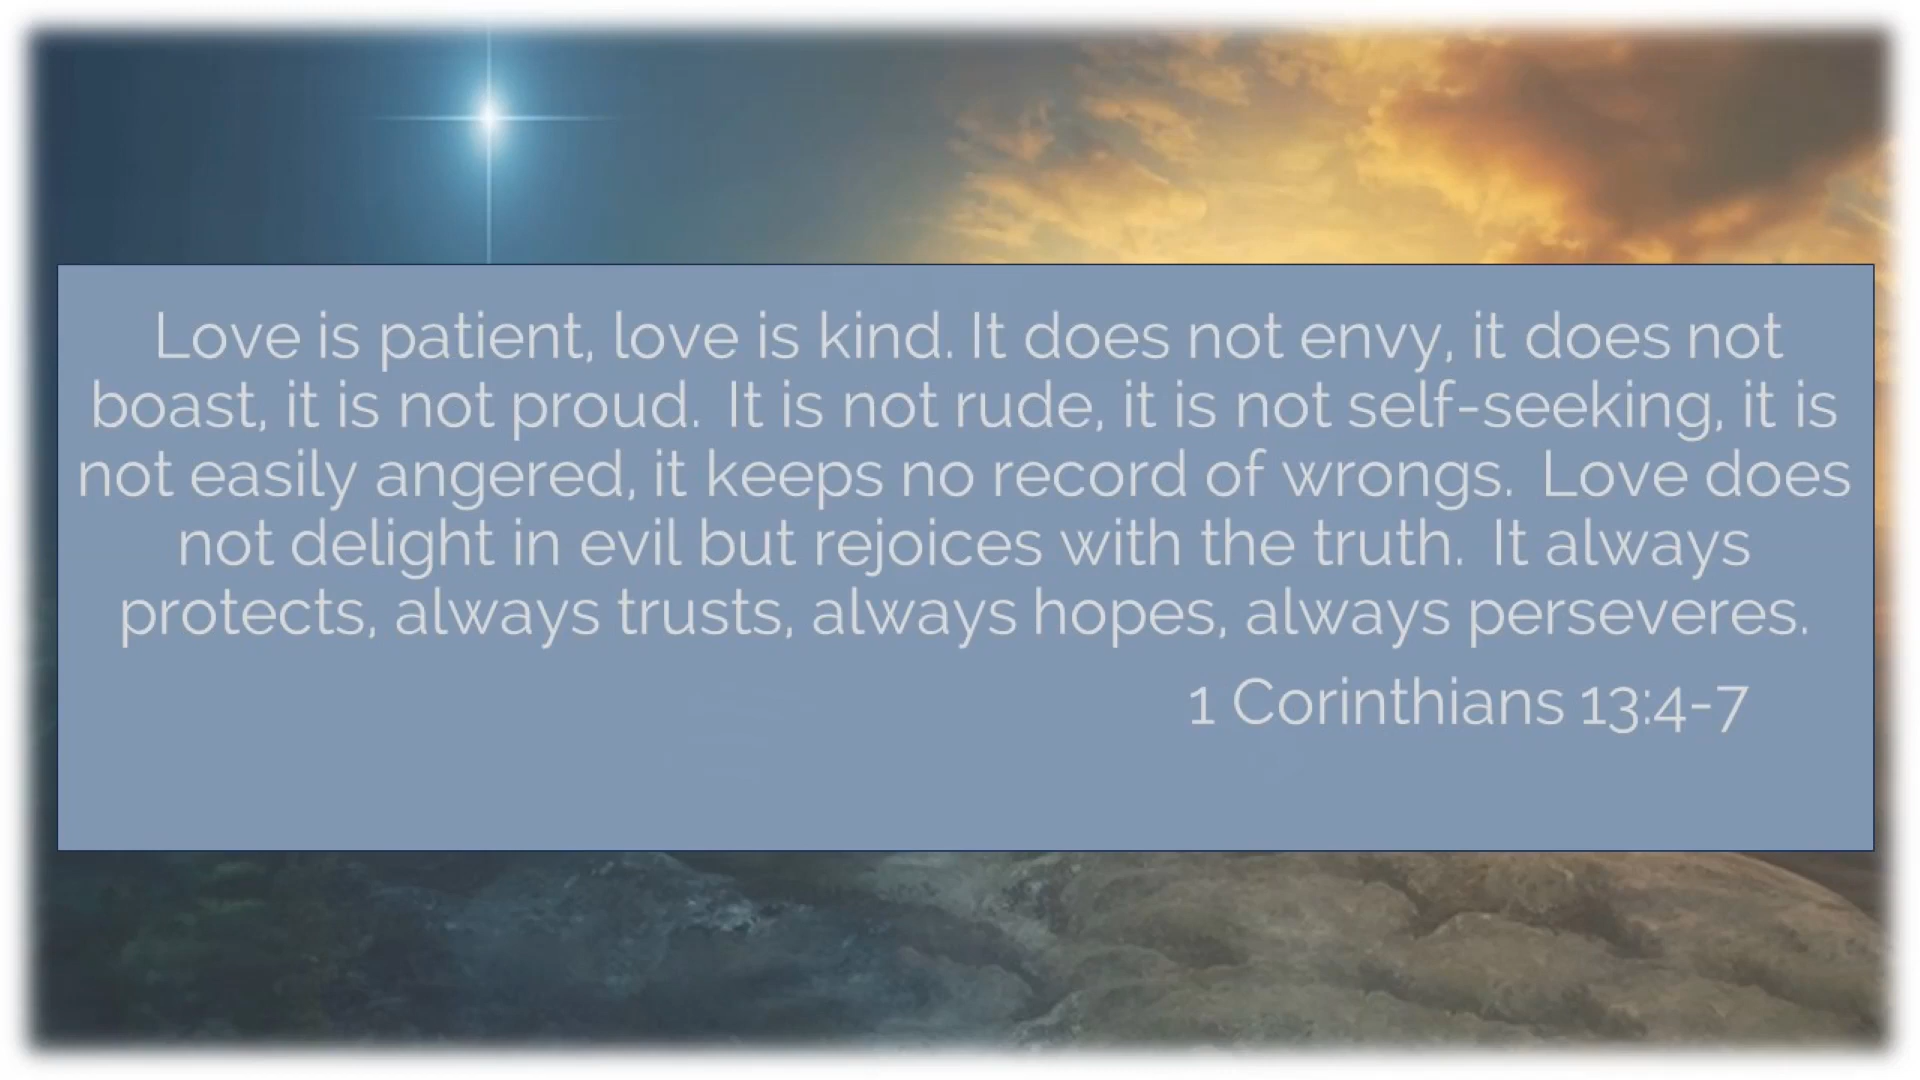 Love is patient, love is kind. It does not envy, it does not
boast, it is not proud.  It is not rude, it is not self-seeking, it is
not easily angered, it keeps no record of wrongs.  Love does
not delight in evil but rejoices with the truth.  It always
protects, always trusts, always hopes, always perseveres.
1 Corinthians 13:4-7